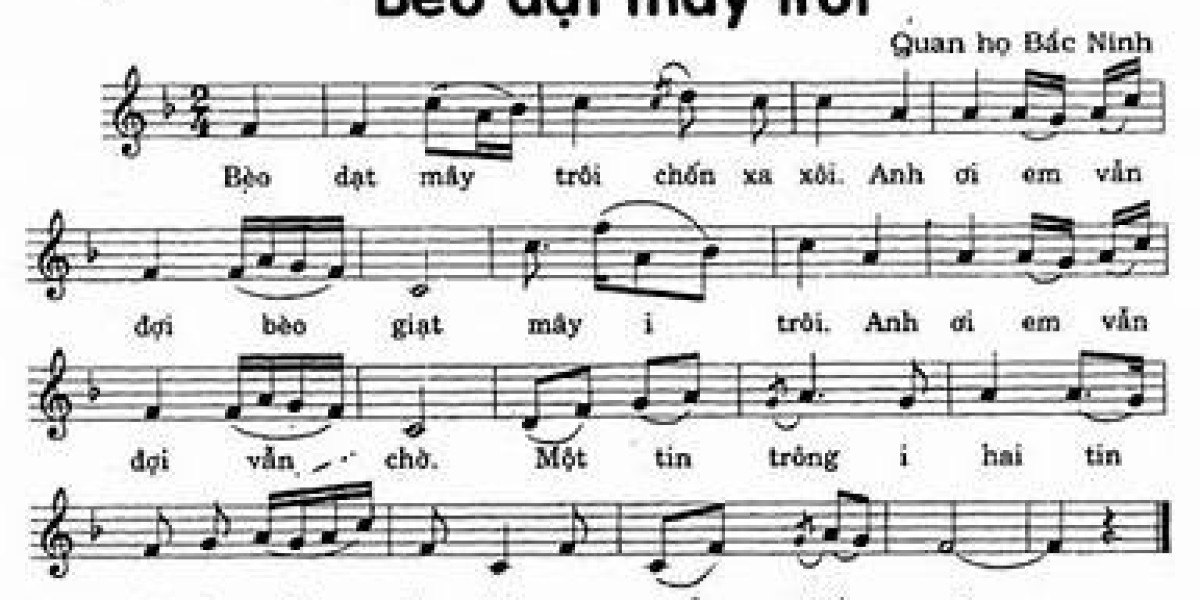 Bèo dạt mây trôi
Quan họ Bắc Ninh
2
4
Bèo dạt mây trôi chốn xa xôi. Anh ơi em vẫn
đợi bèo giạt mây i trôi. Anh ơi em vẫn
đợi vẫn chờ. Một tin trông i hai tin